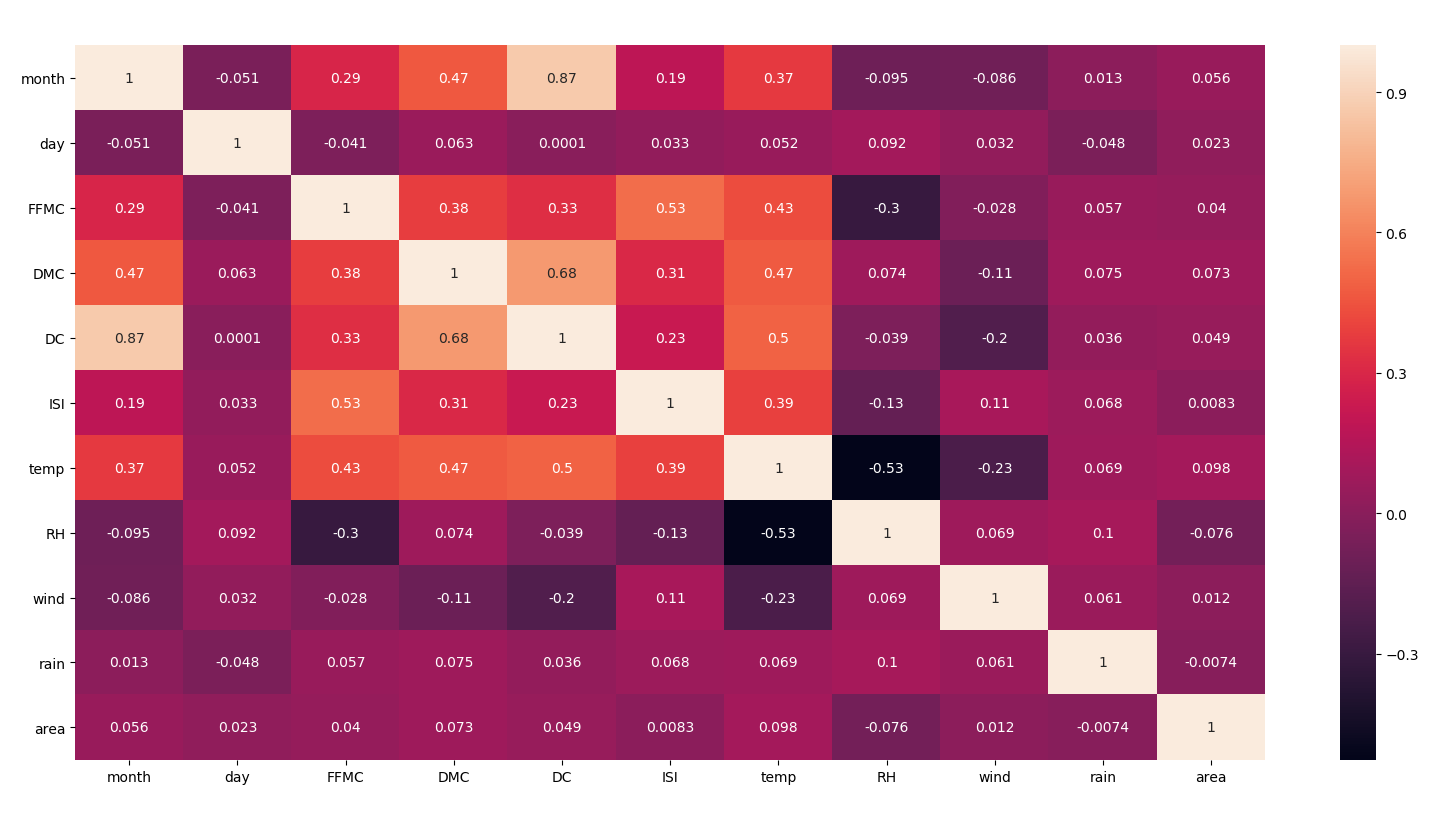 month 1 -0.051 0.29 0.47 0.87 0.19 0.37 -0.095 -0.086 0.013 0.056
0.9
day -0.051 1 -0.041 0.063 0.0001 0.033 0.052 0.092 0.032 -0.048 0.023
FFMC 0.29 -0.041 1 0.38 0.33 0.53 0.43 -0.3 -0.028 0.057 0.04
0.6
DMC 0.47 0.063 0.38 1 0.68 0.31 0.47 0.074 -0.11 0.075 0.073
DC 0.87 0.0001 0.33 0.68 1 0.23 0.5 -0.039 -0.2 0.036 0.049
0.3
ISI 0.19 0.033 0.53 0.31 0.23 1 0.39 -0.13 0.11 0.068 0.0083
temp 0.37 0.052 0.43 0.47 0.5 0.39 1 -0.53 -0.23 0.069 0.098
0.0
RH -0.095 0.092 -0.3 0.074 -0.039 -0.13 -0.53 1 0.069 0.1 -0.076
wind -0.086 0.032 -0.028 -0.11 -0.2 0.11 -0.23 0.069 1 0.061 0.012
−0.3
rain 0.013 -0.048 0.057 0.075 0.036 0.068 0.069 0.1 0.061 1 -0.0074
area 0.056 0.023 0.04 0.073 0.049 0.0083 0.098 -0.076 0.012 -0.0074 1
month day FFMC DMC DC ISI temp RH wind rain area